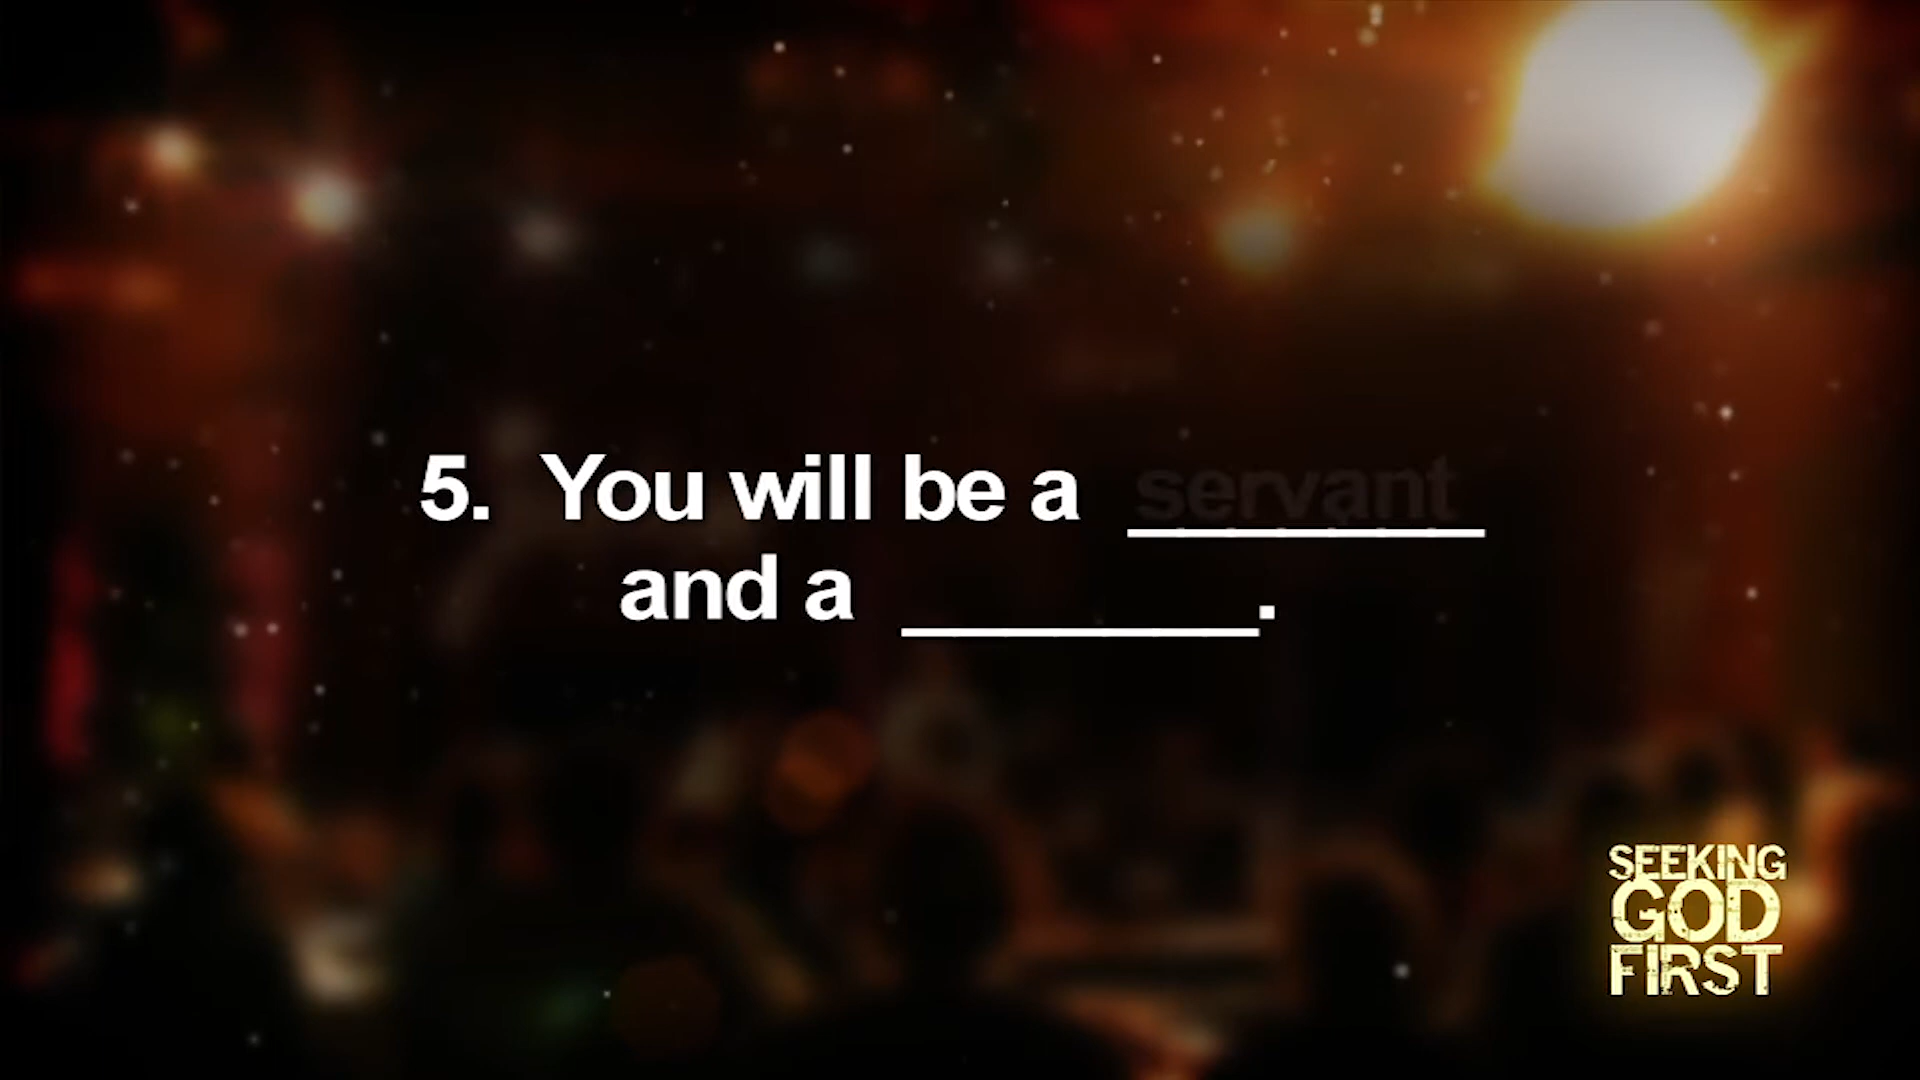 5. You will be a servant
and a ________.
SEEKING
GOD
FIRST